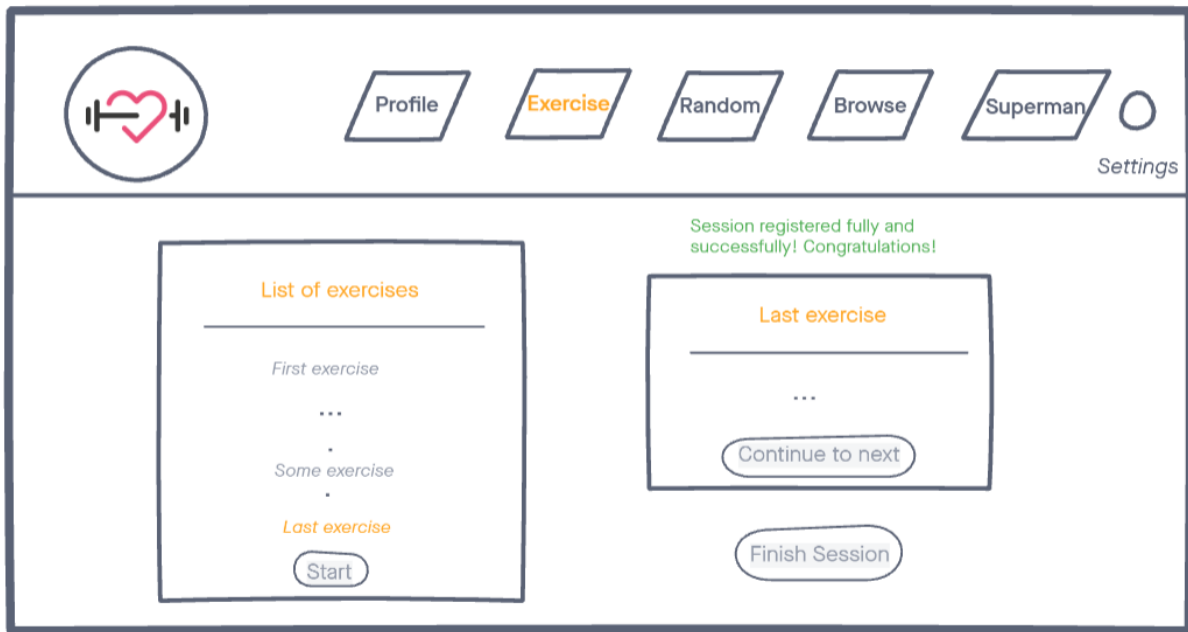 Profile
Exercise
Random
Browse
Superman
Settings
List of exercises
First exercise
...
.
Some exercise
.
Last exercise
Start
Session registered fully and
successfully! Congratulations!
Last exercise
...
Continue to next
Finish Session